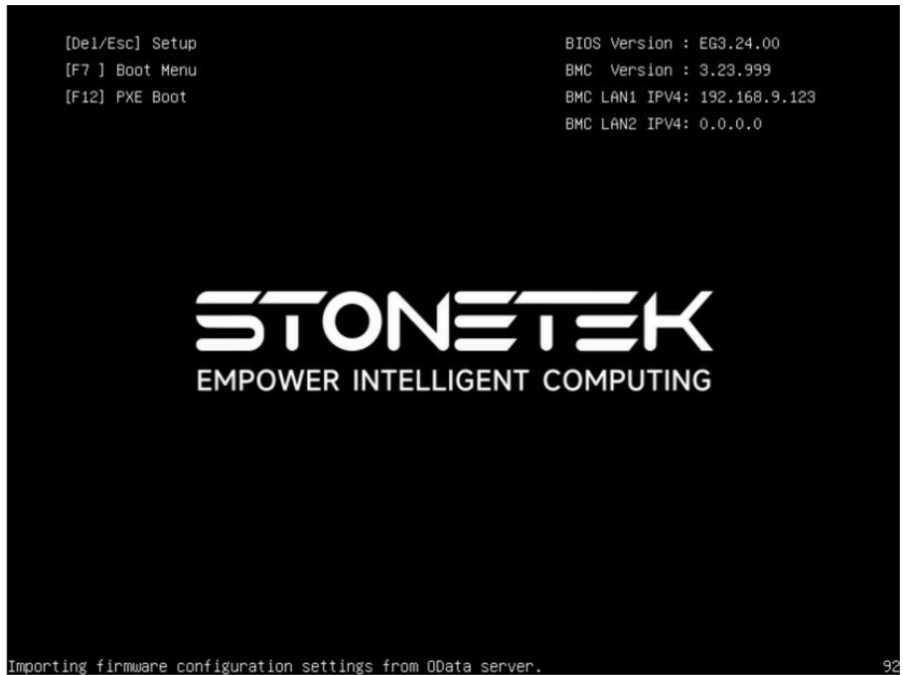 [Del/Esc] Setup
[F7 ] Boot Menu
[F12] PXE Boot
BIOS Version : EG3.24.00
BMC  Version : 3.23.999
BMC LAN1 IPV4: 192.168.9.123
BMC LAN2 IPV4: 0.0.0.0
STONETEK
EMPOWER INTELLIGENT COMPUTING
Importing firmware configuration settings from OData server.
92